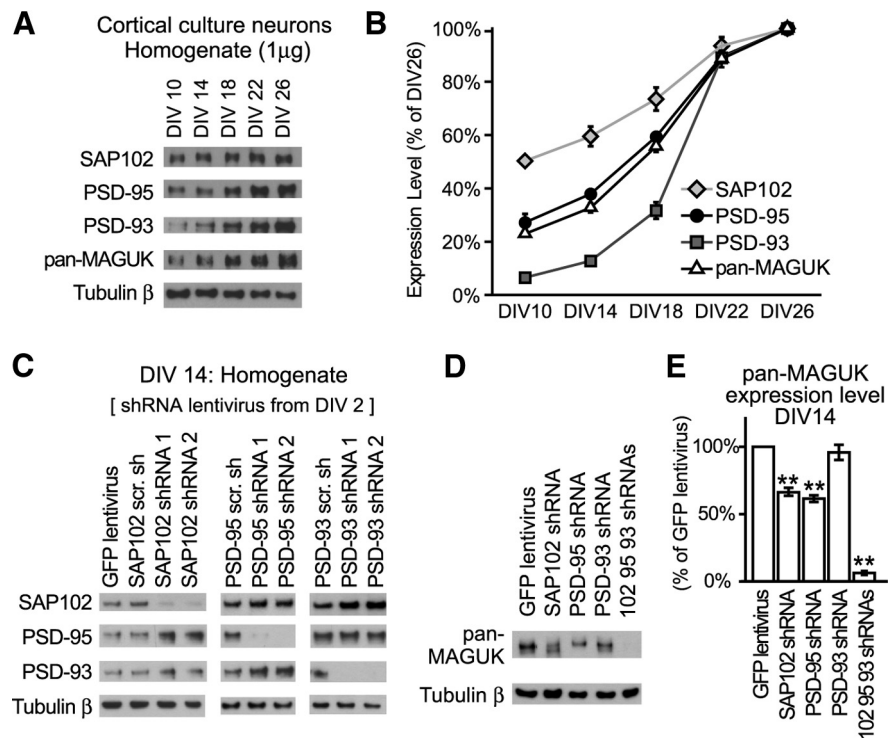 A
Cortical culture neurons
Homogenate (1μg)
DIV 10
DIV 14
DIV 18
DIV 22
DIV 26
SAP102
PSD-95
PSD-93
pan-MAGUK
Tubulin β
B
Expression Level (% of DIV26)
100%
80%
60%
40%
20%
0%
SAP102
PSD-95
PSD-93
pan-MAGUK
DIV10
DIV14
DIV18
DIV22
DIV26
C
DIV 14: Homogenate
[ shRNA lentivirus from DIV 2 ]
GFP lentivirus
SAP102 scr. sh
SAP102 shRNA 1
SAP102 shRNA 2
PSD-95 scr. sh
PSD-95 shRNA 1
PSD-95 shRNA 2
PSD-93 scr. sh
PSD-93 shRNA 1
PSD-93 shRNA 2
SAP102
PSD-95
PSD-93
Tubulin β
D
GFP lentivirus
SAP102 shRNA
PSD-95 shRNA
PSD-93 shRNA
102 95 93 shRNAs
pan-
MAGUK
Tubulin β
E
pan-MAGUK
expression level
DIV14
(% of GFP lentivirus)
100%
50%
0%
**
**
**
GFP lentivirus
SAP102 shRNA
PSD-95 shRNA
PSD-93 shRNA
102 95 93 shRNAs